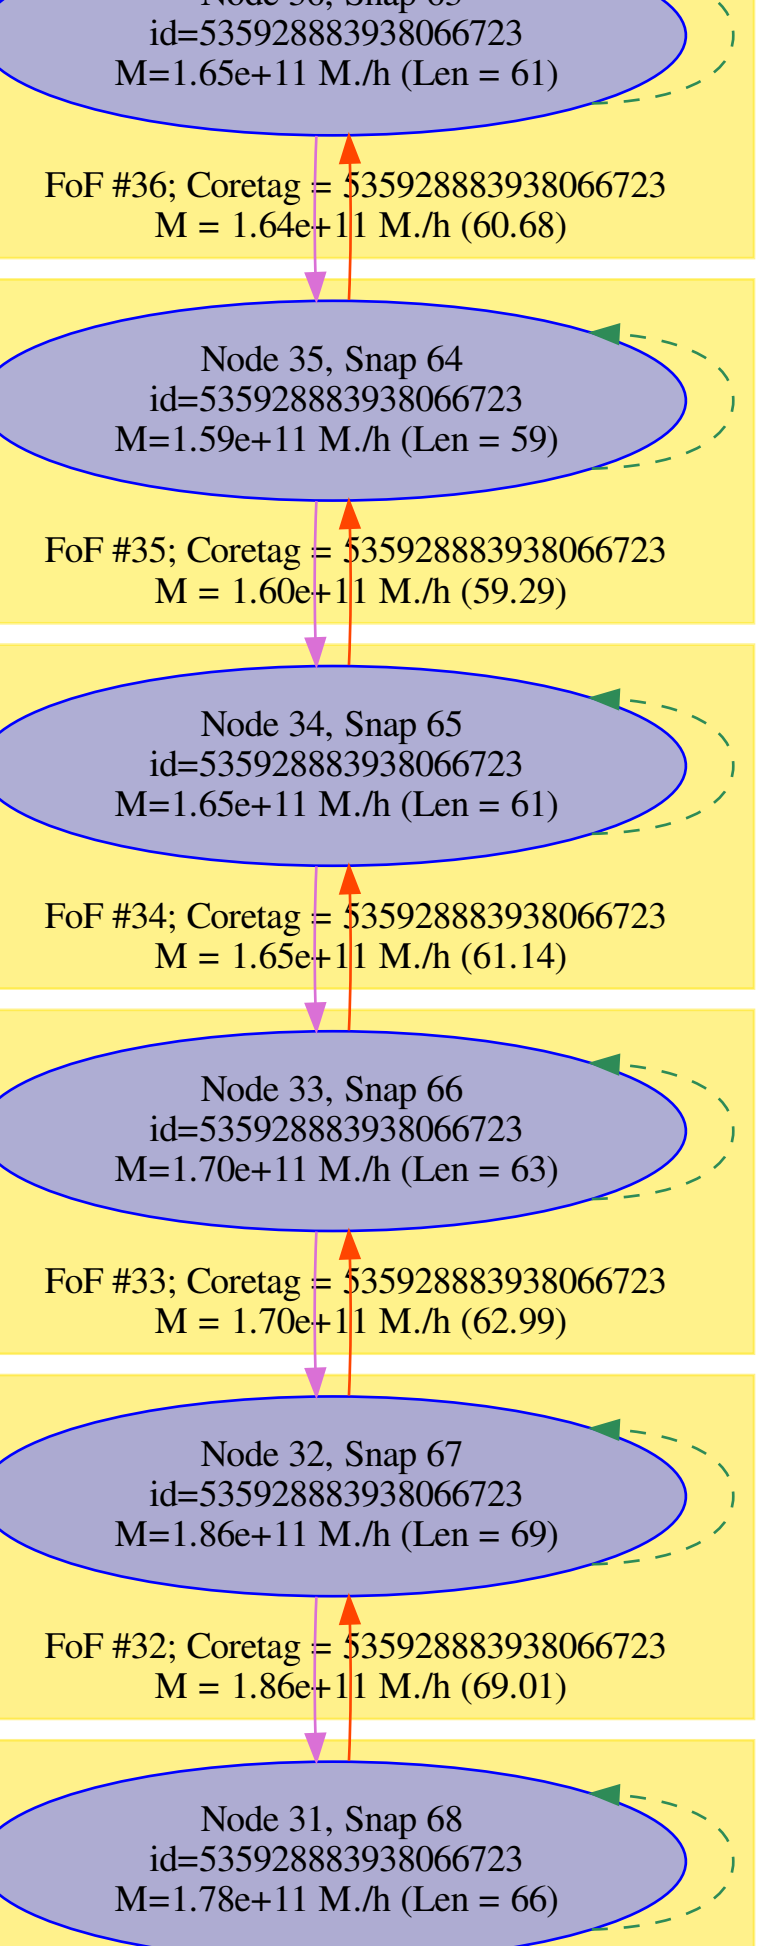 Node 36, Snap 63
id=535928883938066723
M=1.65e+11 M./h (Len = 61)
FoF #36; Coretag = 535928883938066723
M = 1.64e+11 M./h (60.68)
Node 35, Snap 64
id=535928883938066723
M=1.59e+11 M./h (Len = 59)
FoF #35; Coretag = 535928883938066723
M = 1.60e+11 M./h (59.29)
Node 34, Snap 65
id=535928883938066723
M=1.65e+11 M./h (Len = 61)
FoF #34; Coretag = 535928883938066723
M = 1.65e+11 M./h (61.14)
Node 33, Snap 66
id=535928883938066723
M=1.70e+11 M./h (Len = 63)
FoF #33; Coretag = 535928883938066723
M = 1.70e+11 M./h (62.99)
Node 32, Snap 67
id=535928883938066723
M=1.86e+11 M./h (Len = 69)
FoF #32; Coretag = 535928883938066723
M = 1.86e+11 M./h (69.01)
Node 31, Snap 68
id=535928883938066723
M=1.78e+11 M./h (Len = 66)